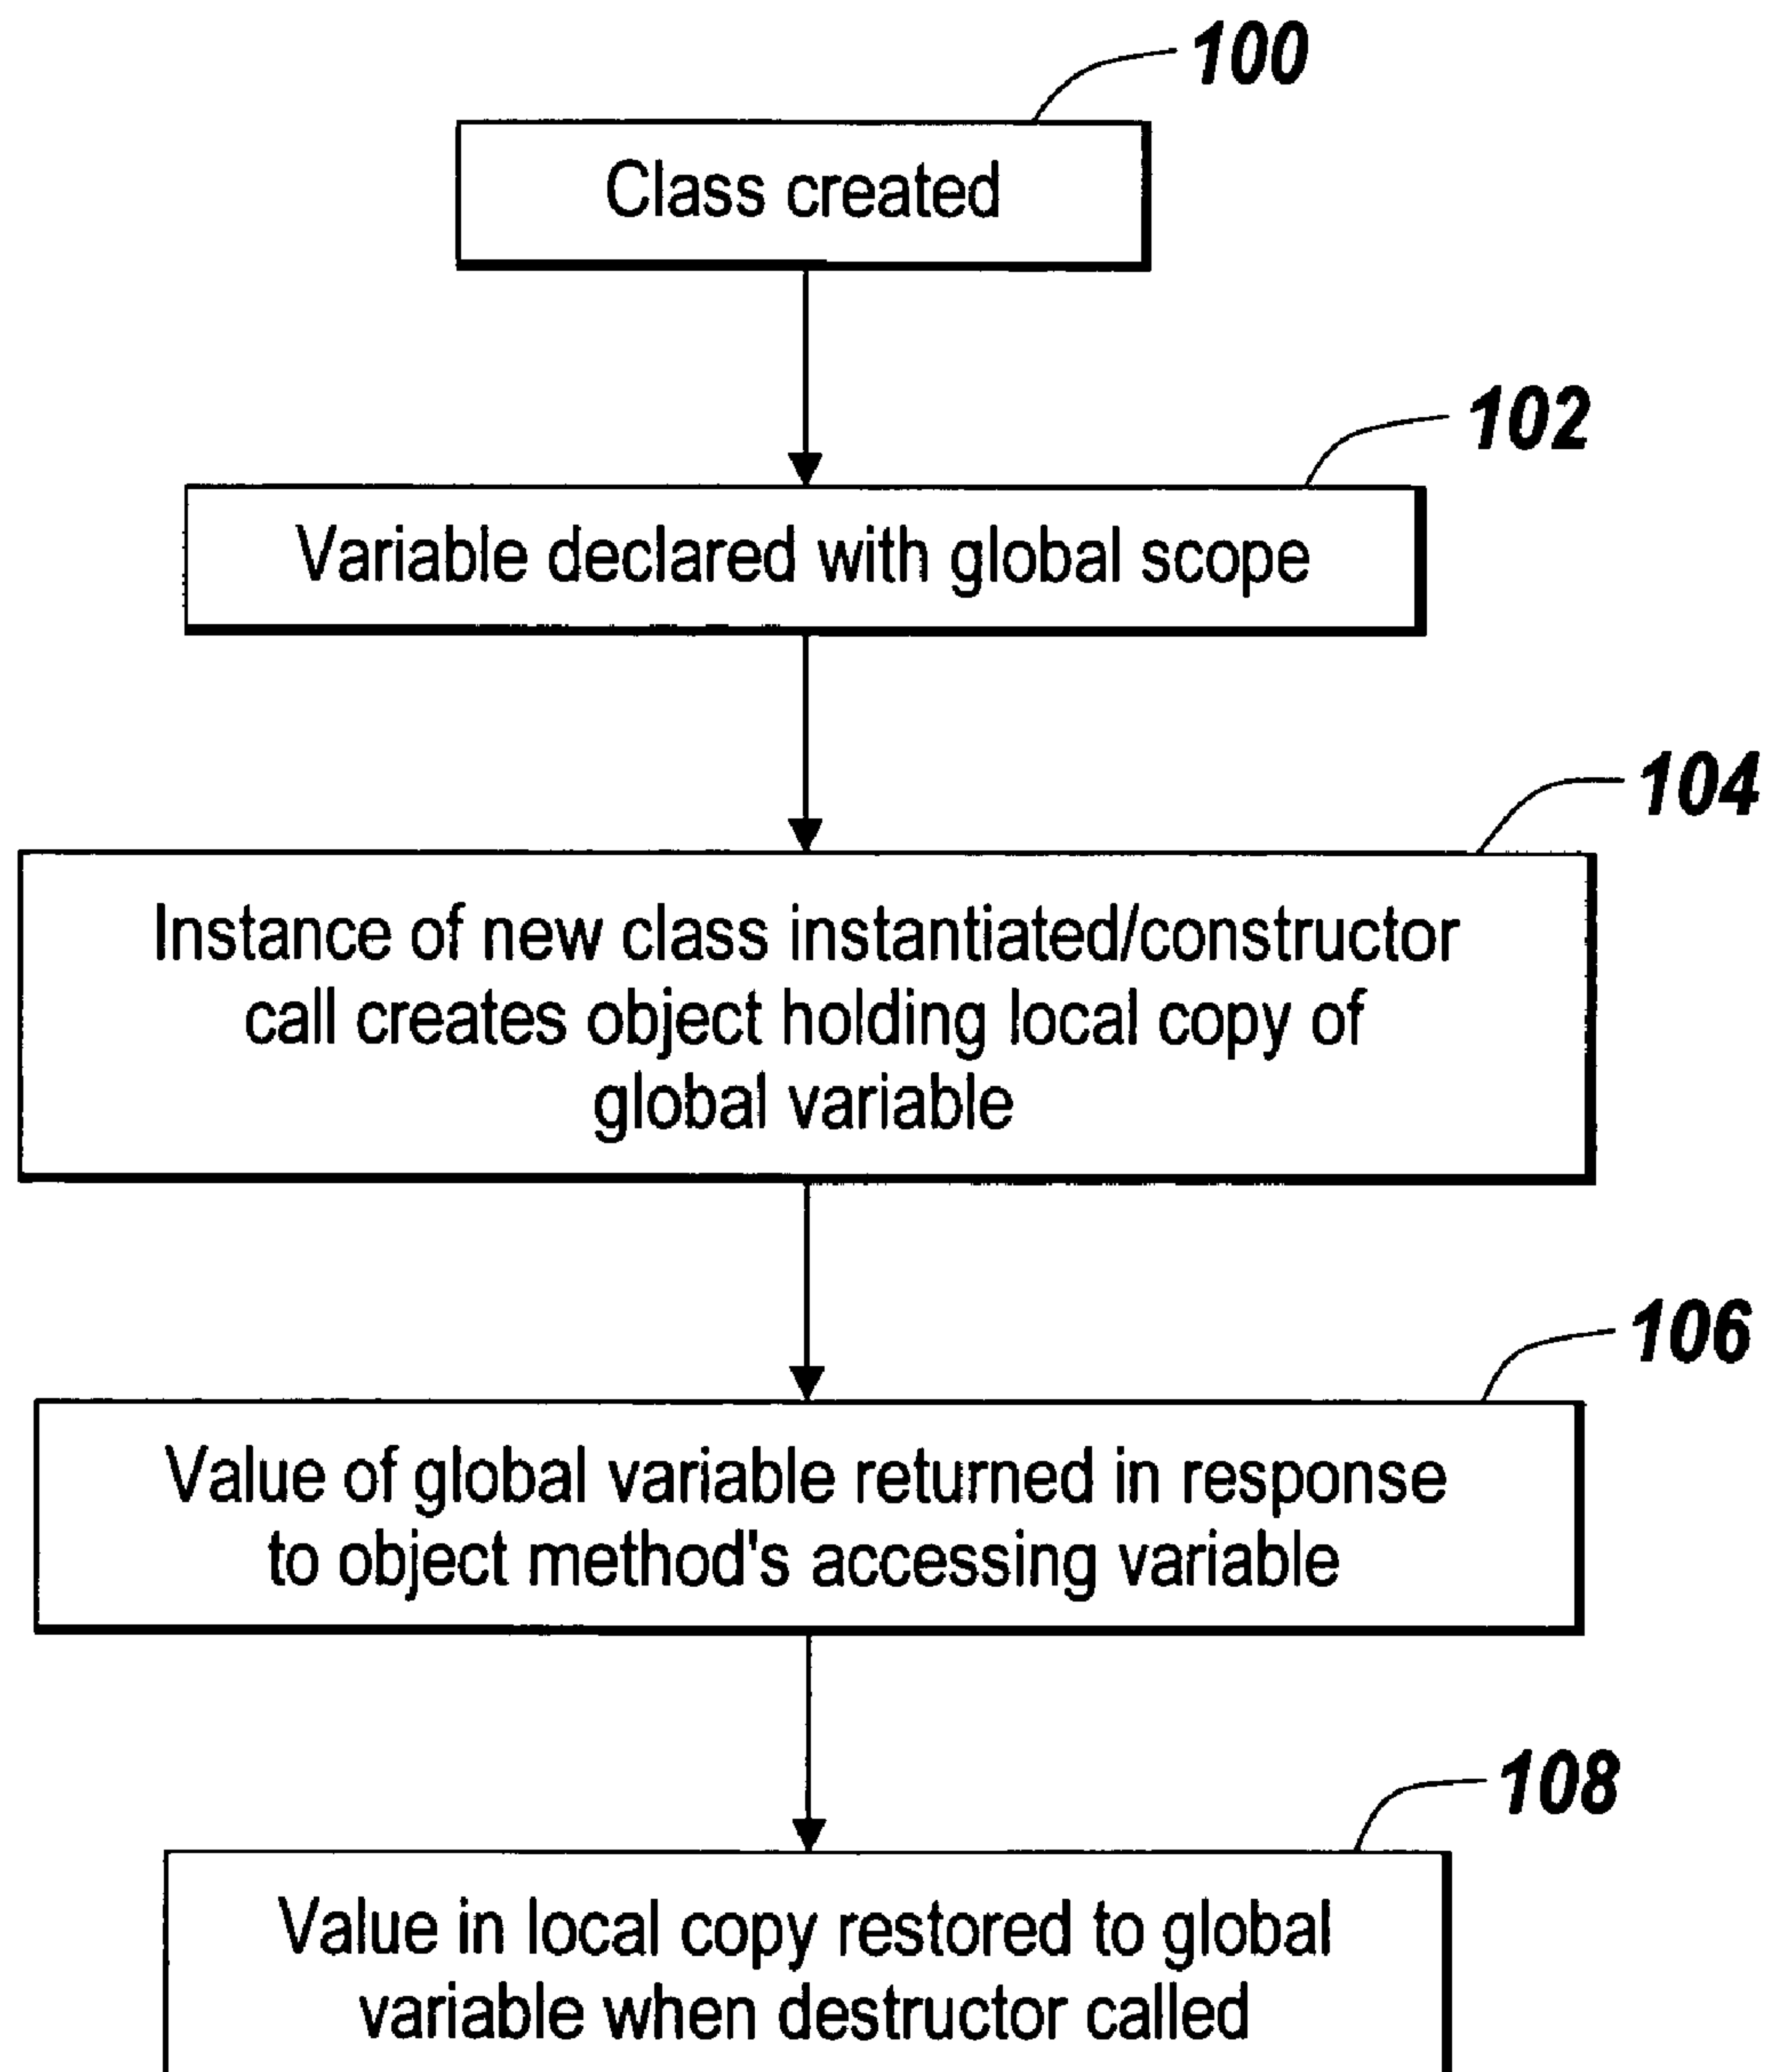 100
Class created
102
Variable declared with global scope
104
Instance of new class instantiated/constructor
call creates object holding local copy of
global variable
106
Value of global variable returned in response
to object method's accessing variable
108
Value in local copy restored to global
variable when destructor called